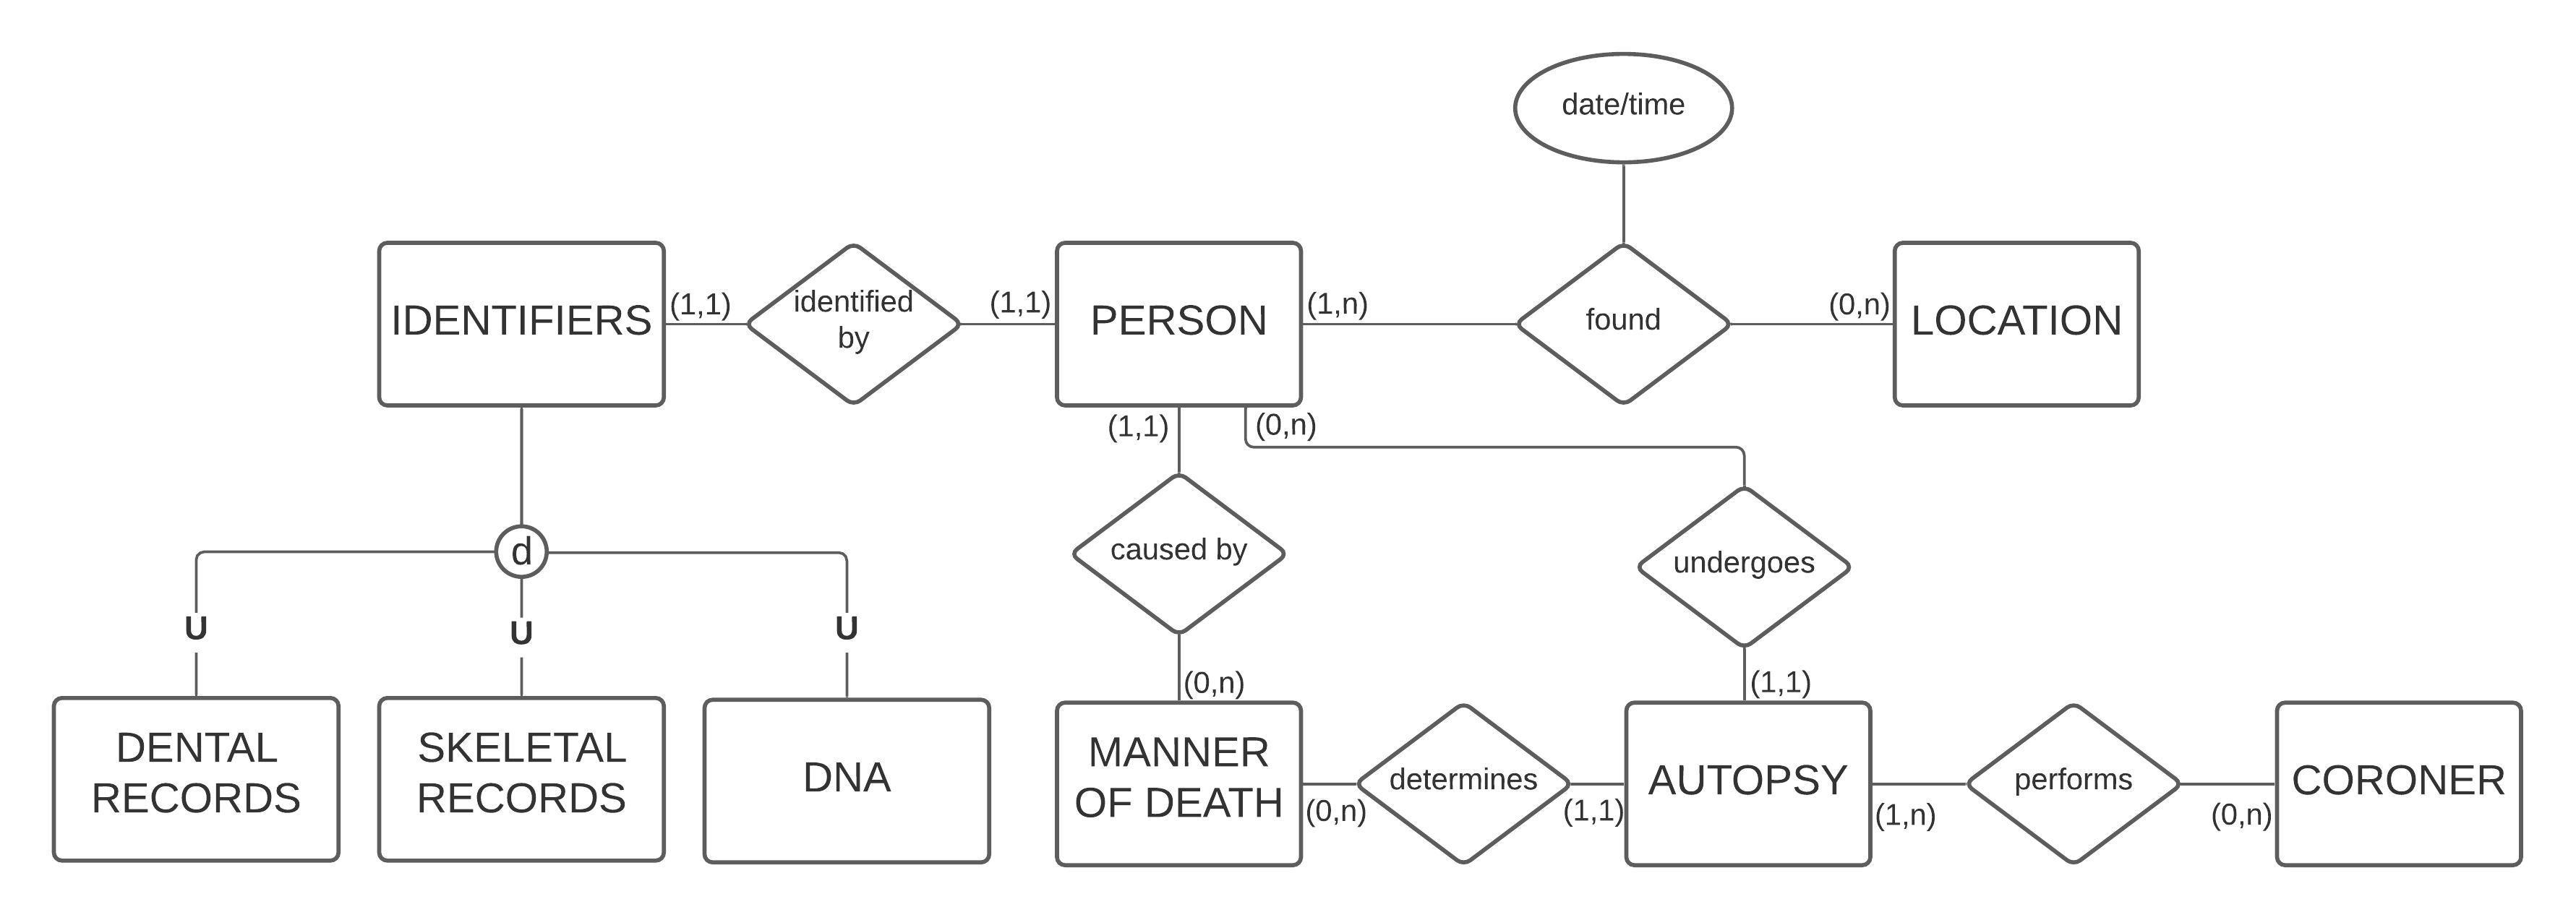 date/time
IDENTIFIERS
(1,1)
identified
by
(1,1)
PERSON
(1,n)
found
(0,n)
LOCATION
(1,1)
(0,n)
d
caused by
undergoes
U
U
U
(0,n)
(1,1)
DENTAL
RECORDS
SKELETAL
RECORDS
DNA
MANNER
OF DEATH
(0,n)
determines
(1,1)
AUTOPSY
(1,n)
performs
(0,n)
CORONER